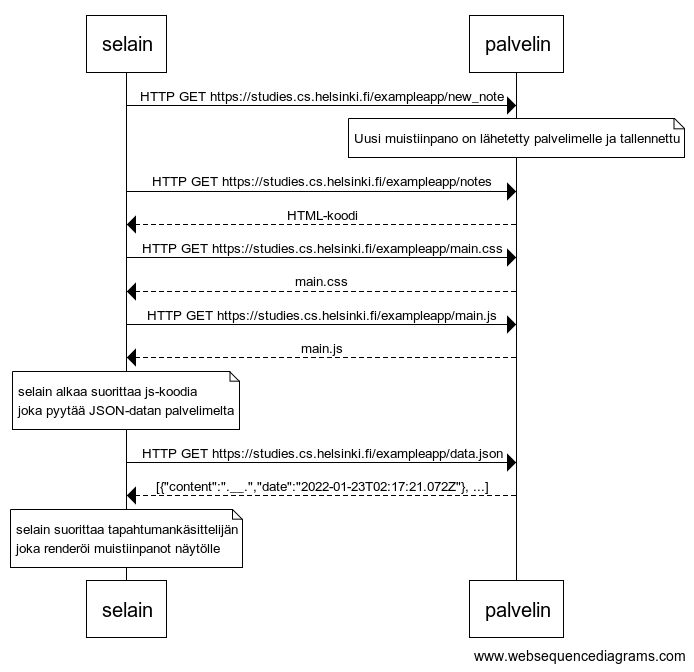 selain
palvelin
HTTP GET https://studies.cs.helsinki.fi/exampleapp/new_note
Uusi muistiinpano on lähetetty palvelimelle ja tallennettu
HTTP GET https://studies.cs.helsinki.fi/exampleapp/notes
HTML-koodi
HTTP GET https://studies.cs.helsinki.fi/exampleapp/main.css
main.css
HTTP GET https://studies.cs.helsinki.fi/exampleapp/main.js
main.js
selain alkaa suorittaa js-koodia
joka pyytää JSON-datan palvelimelta
HTTP GET https://studies.cs.helsinki.fi/exampleapp/data.json
[{"content":".__.","date":"2022-01-23T02:17:21.072Z"}, ...]
selain suorittaa tapahtumankäsittelijän
joka renderöi muistiinpanot näytölle
selain
palvelin
www.websequencediagrams.com